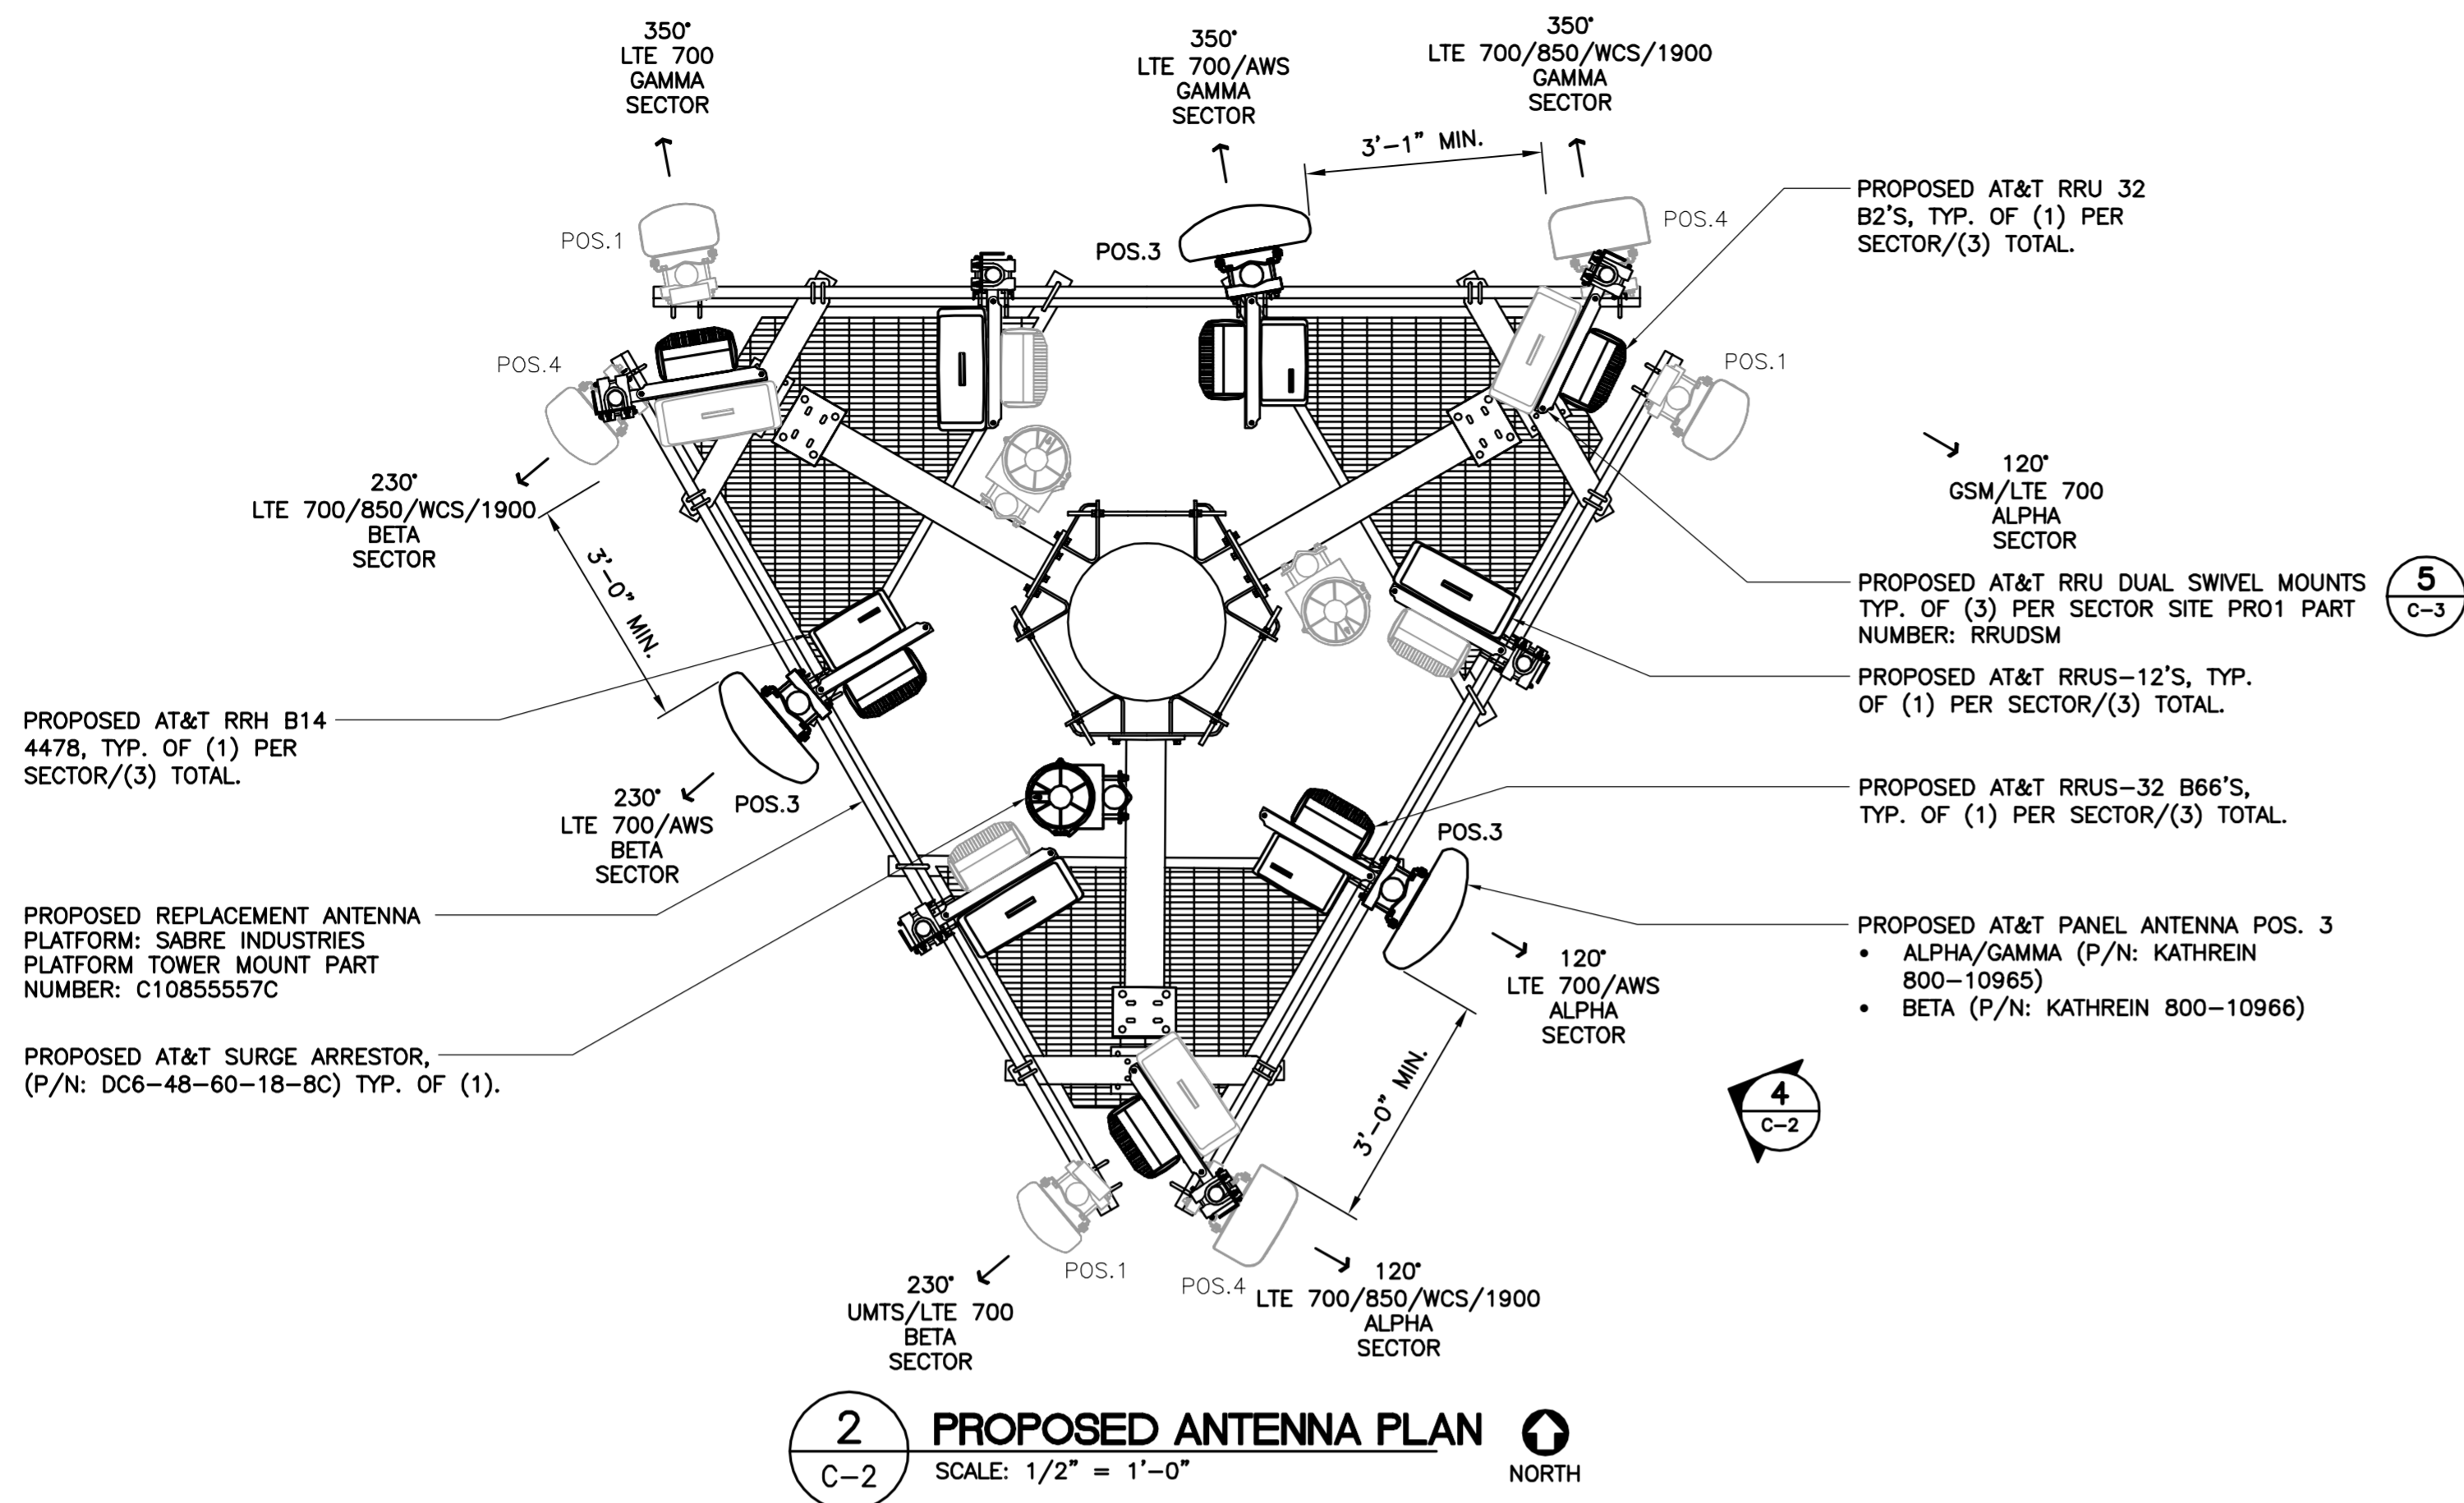 350°
LTE 700
GAMMA
SECTOR
350°
LTE 700/AWS
GAMMA
SECTOR
350°
LTE 700/850/WCS/1900
GAMMA
SECTOR
3'-1" MIN.
POS.1
POS.3
POS.4
PROPOSED AT&T RRU 32
B2'S, TYP. OF (1) PER
SECTOR/(3) TOTAL.
POS.4
POS.1
230°
LTE 700/850/WCS/1900
BETA
SECTOR
120°
GSM/LTE 700
ALPHA
SECTOR
3'-0" MIN.
PROPOSED AT&T RRU DUAL SWIVEL MOUNTS
TYP. OF (3) PER SECTOR SITE PRO1 PART
NUMBER: RRUDSM
5
C-3
PROPOSED AT&T RRUS-12'S, TYP.
OF (1) PER SECTOR/(3) TOTAL.
PROPOSED AT&T RRH B14
4478, TYP. OF (1) PER
SECTOR/(3) TOTAL.
230°
LTE 700/AWS
BETA
SECTOR
POS.3
PROPOSED AT&T RRUS-32 B66'S,
TYP. OF (1) PER SECTOR/(3) TOTAL.
POS.3
PROPOSED REPLACEMENT ANTENNA
PLATFORM: SABRE INDUSTRIES
PLATFORM TOWER MOUNT PART
NUMBER: C10855557C
PROPOSED AT&T PANEL ANTENNA POS. 3
• ALPHA/GAMMA (P/N: KATHREIN
800-10965)
• BETA (P/N: KATHREIN 800-10966)
120°
LTE 700/AWS
ALPHA
SECTOR
PROPOSED AT&T SURGE ARRESTOR,
(P/N: DC6-48-60-18-8C) TYP. OF (1).
3'-0" MIN.
4
C-2
POS.1
POS.4
230°
UMTS/LTE 700
BETA
SECTOR
120°
LTE 700/850/WCS/1900
ALPHA
SECTOR
2
C-2
PROPOSED ANTENNA PLAN
SCALE: 1/2" = 1'-0"
NORTH